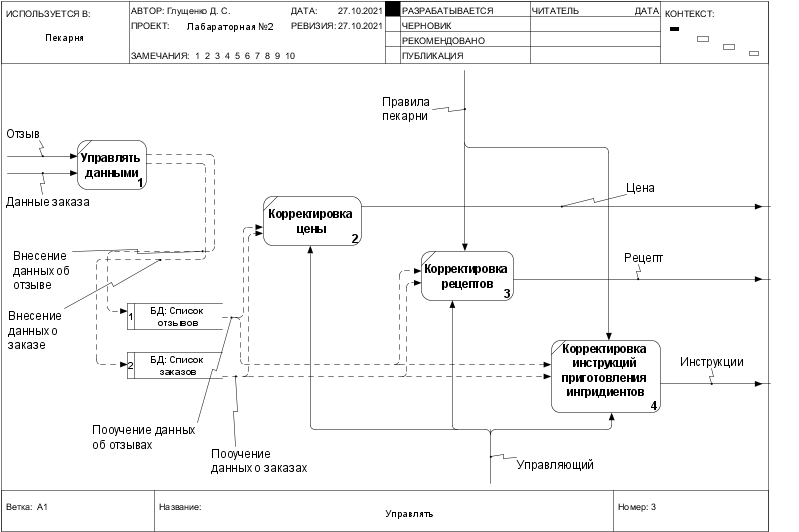 ИСПОЛЬЗУЕТСЯ В:
Пекарня
АВТОР: Глущенко Д. С.
ДАТА: 27.10.2021
ПРОЕКТ: Лабараторная №2
РЕВИЗИЯ: 27.10.2021
ЗАМЕЧАНИЯ: 1 2 3 4 5 6 7 8 9 10
РАЗРАБАТЫВАЕТСЯ
ЧЕРНОВИК
РЕКОМЕНДОВАНО
ПУБЛИКАЦИЯ
ЧИТАТЕЛЬ ДАТА
КОНТЕКСТ:
Правила
пекарни
Отзыв
Управлять
данными
1
Данные заказа
Цена
Корректировка
цены
2
Внесение
данных об
отзыве
Рецепт
Корректировка
рецептов
3
Внесение
данных о
заказе
1
БД: Список
отзывов
2
БД: Список
заказов
Корректировка
инструкций
приготовления
ингридиентов
4
Инструкции
Пооучение данных
об отзывах
Пооучение
данных о заказах
Управляющий
Ветка: А1
Название:
Управлять
Номер: 3